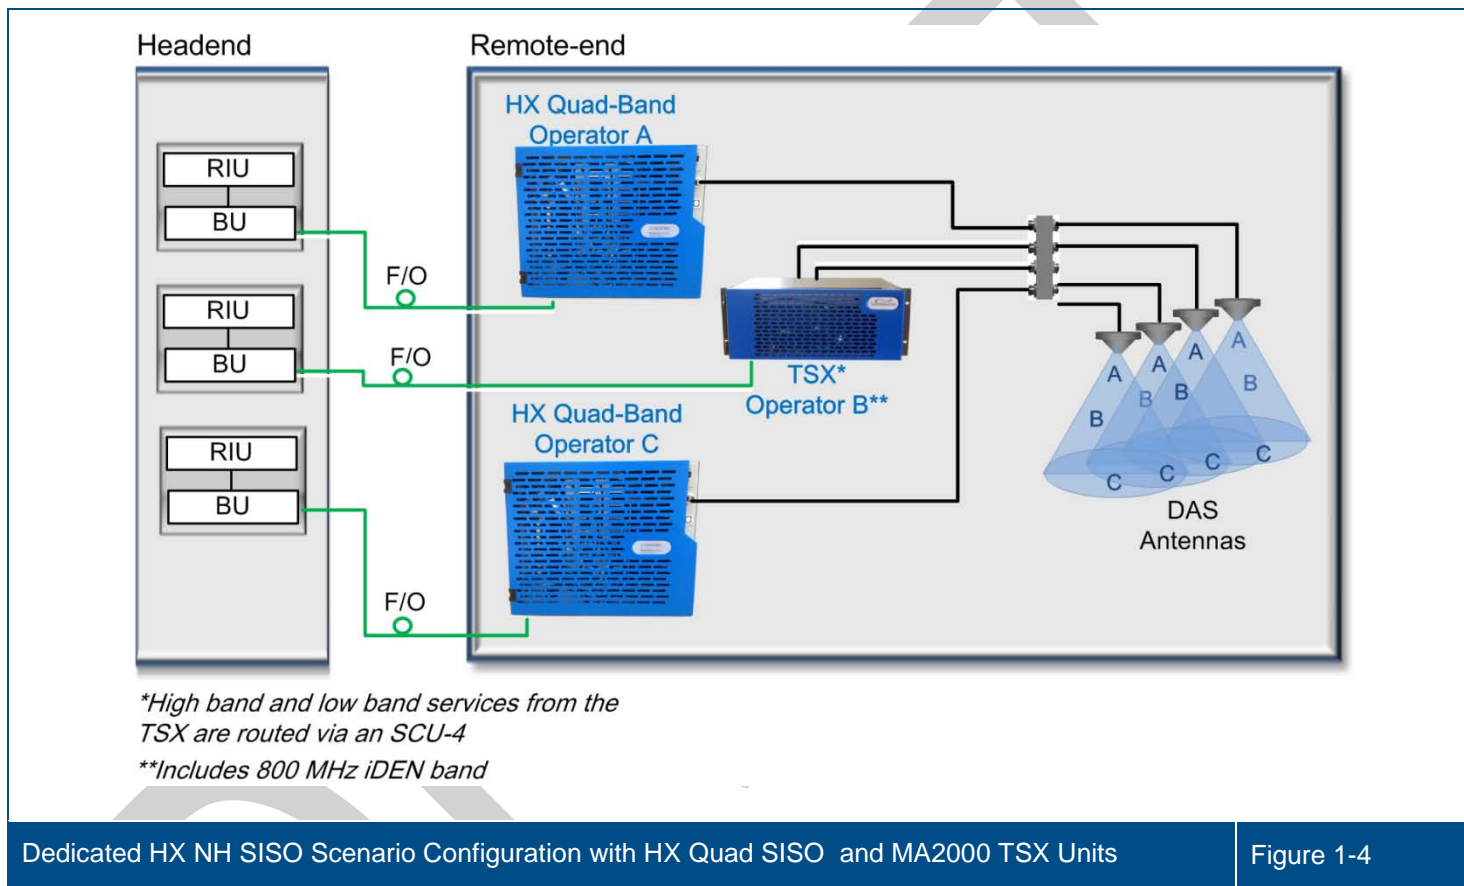 Headend
Remote-end
HX Quad-Band
Operator A
RIU
BU
F/O
RIU
BU
F/O
TSX*
Operator B**
HX Quad-Band
Operator C
RIU
BU
F/O
A
A
A
A
B
B
B
B
C
C
C
C
DAS
Antennas
*High band and low band services from the
TSX are routed via an SCU-4
**Includes 800 MHz iDEN band
Dedicated HX NH SISO Scenario Configuration with HX Quad SISO and MA2000 TSX Units
Figure 1-4